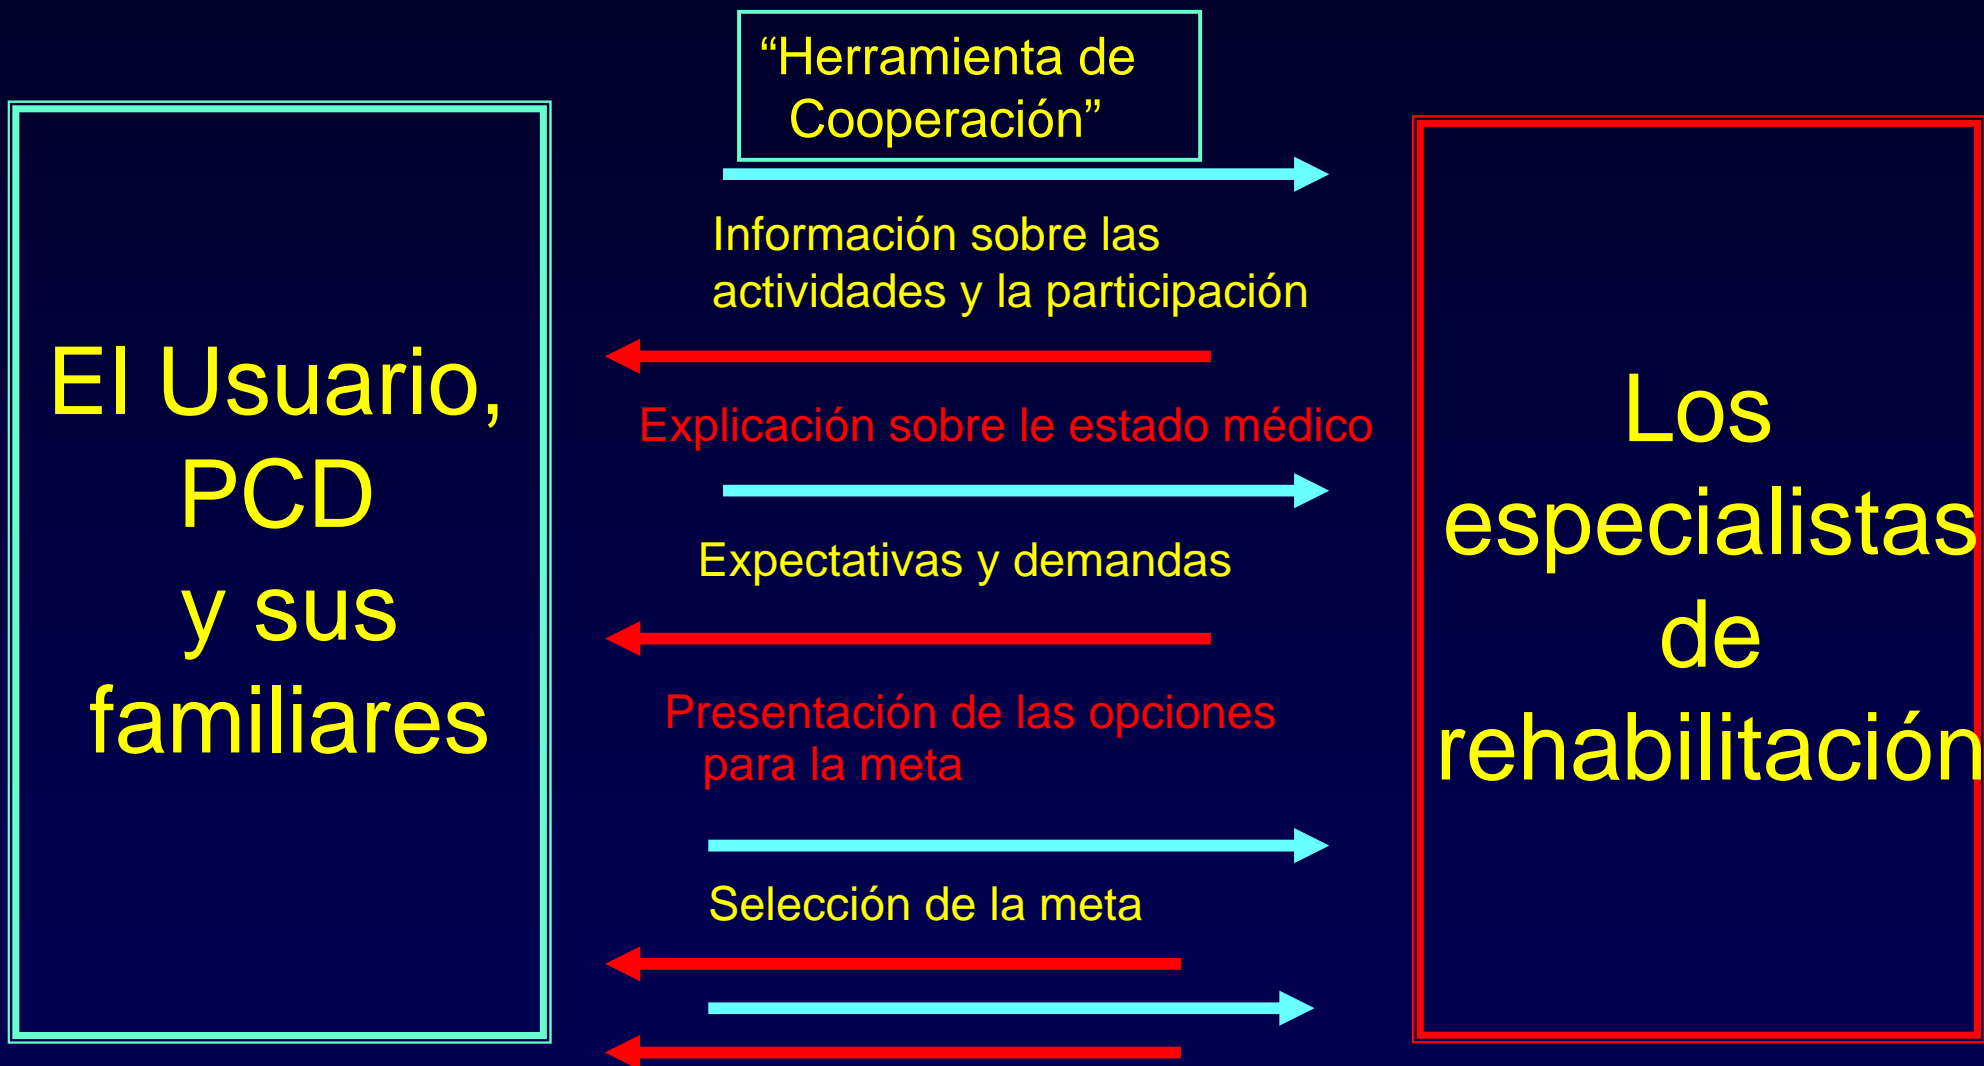 “Herramienta de
Cooperación”
El Usuario,
PCD
y sus
familiares
Información sobre las
actividades y la participación
Explicación sobre le estado médico
Expectativas y demandas
Presentación de las opciones
para la meta
Selección de la meta
Los
especialistas
de
rehabilitación